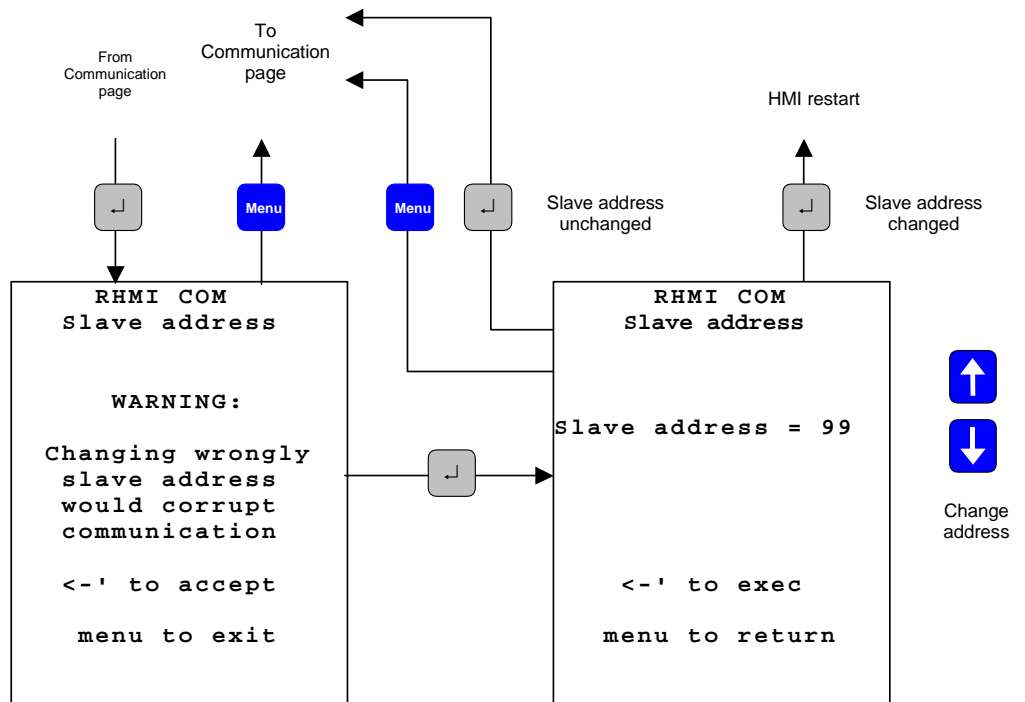 From
Communication
page
To
Communication
page
HMI restart
↵
Menu
Menu
↵
Slave address
unchanged
↵
Slave address
changed
RHMI COM
Slave address
WARNING:
Changing wrongly
slave address
would corrupt
communication
<-' to accept
menu to exit
↵
RHMI COM
Slave address
Slave address = 99
<-' to exec
menu to return
Change
address